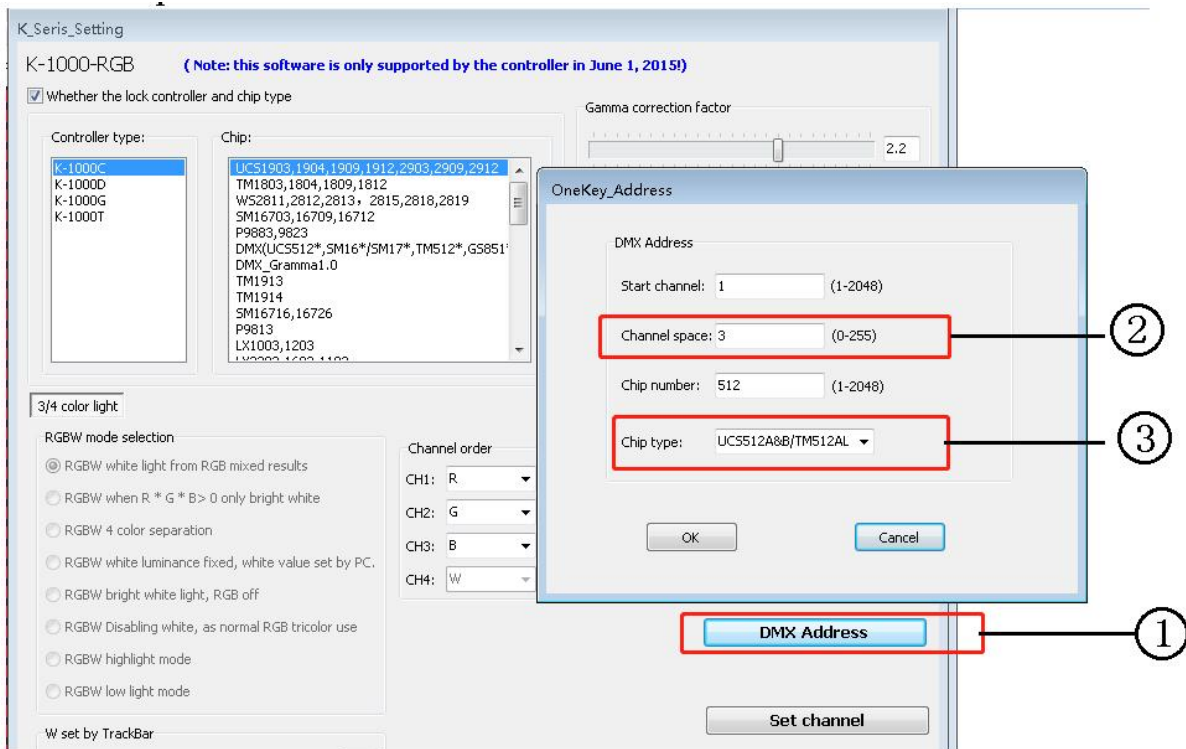 K_Seris_Setting
K-1000-RGB
( Note: this software is only supported by the controller in June 1, 2015!)
Whether the lock controller and chip type
Controller type:
K-1000C
K-1000D
K-1000G
K-1000T
Chip:
UCS1903,1904,1909,1912,2903,2909,2912
TM1803,1804,1809,1812
WS2811,2812,2813，2815,2818,2819
SM16703,16709,16712
P9883,9823
DMX(UCS512*,SM16*/SM17*,TM512*,GS851*
DMX_Gramma1.0
TM1913
TM1914
SM16716,16726
P9813
LX1003,1203
Gamma correction factor
2.2
OneKey_Address
DMX Address
Start channel: 1 (1-2048)
Channel space: 3 (0-255)
Chip number: 512 (1-2048)
Chip type: UCS512A&B/TM512AL
OK
Cancel
②
③
3/4 color light
RGBW mode selection
RGBW white light from RGB mixed results
RGBW when R * G * B> 0 only bright white
RGBW 4 color separation
RGBW white luminance fixed, white value set by PC.
RGBW bright white light, RGB off
RGBW Disabling white, as normal RGB tricolor use
RGBW highlight mode
RGBW low light mode
Channel order
CH1: R
CH2: G
CH3: B
CH4: W
DMX Address
①
Set channel
W set by TrackBar